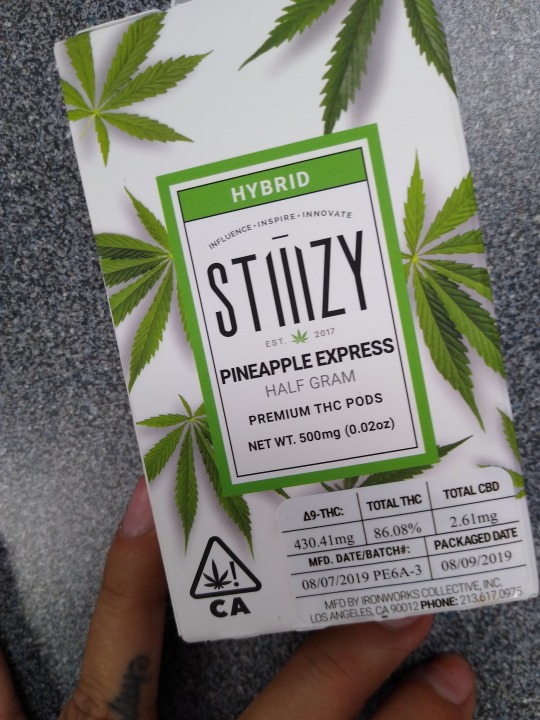 HYBRID
INFLUENCE • INSPIRE • INNOVATE
STIIIZY
EST. 2017
PINEAPPLE EXPRESS
HALF GRAM
PREMIUM THC PODS
NET WT. 500mg (0.02oz)
Δ9-THC: TOTAL THC TOTAL CBD
430.41mg 86.08% 2.61mg
MFD. DATE/BATCH#: PACKAGED DATE
08/07/2019 PE6A-3 08/09/2019
MFD BY IRONWORKS COLLECTIVE, INC.
LOS ANGELES, CA 90012 PHONE: 213.617.0975
!
CA